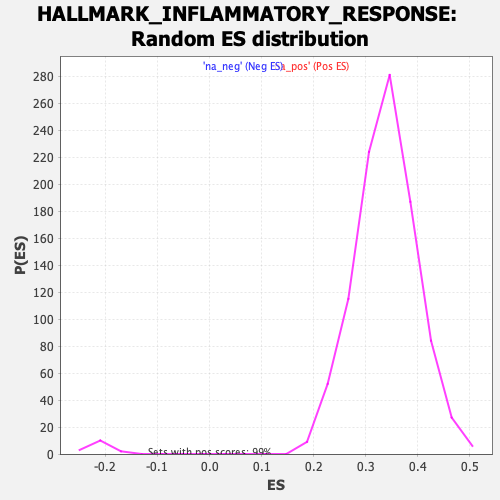 HALLMARK_INFLAMMATORY_RESPONSE:
Random ES distribution
'na_neg' (Neg ES) a_pos' (Pos ES)
280
260
240
220
200
180
160
140
120
100
80
60
40
20
0
P(ES)
Sets with pos scores: 99%
-0.2 -0.1 0.0 0.1 0.2 0.3 0.4 0.5
ES